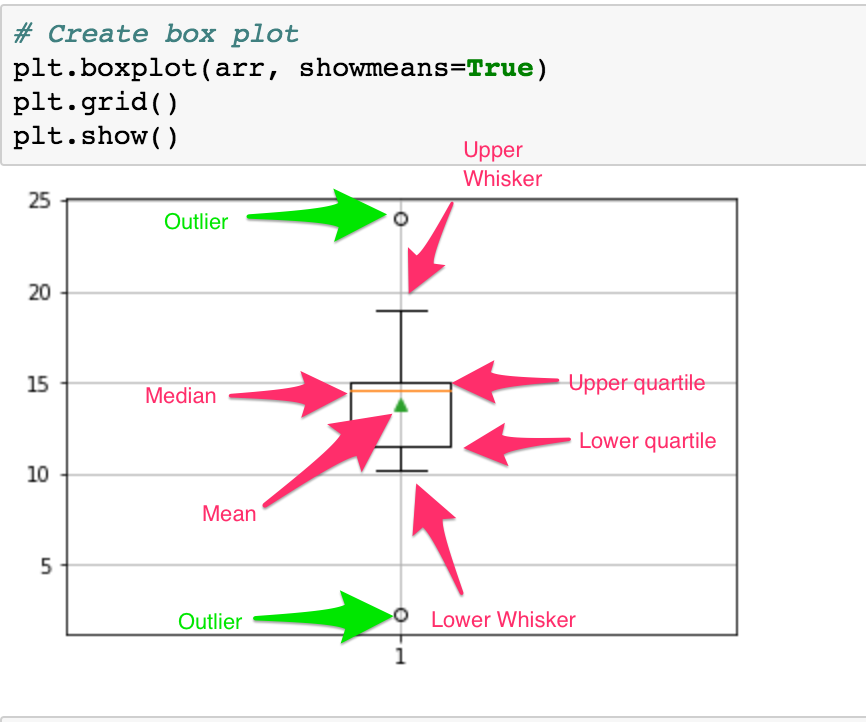 # Create box plot
plt.boxplot(arr, showmeans=True)
plt.grid()
plt.show()
Upper
Whisker
25
Outlier
20
15
Median
Upper quartile
Lower quartile
10
Mean
5
Outlier
Lower Whisker
1